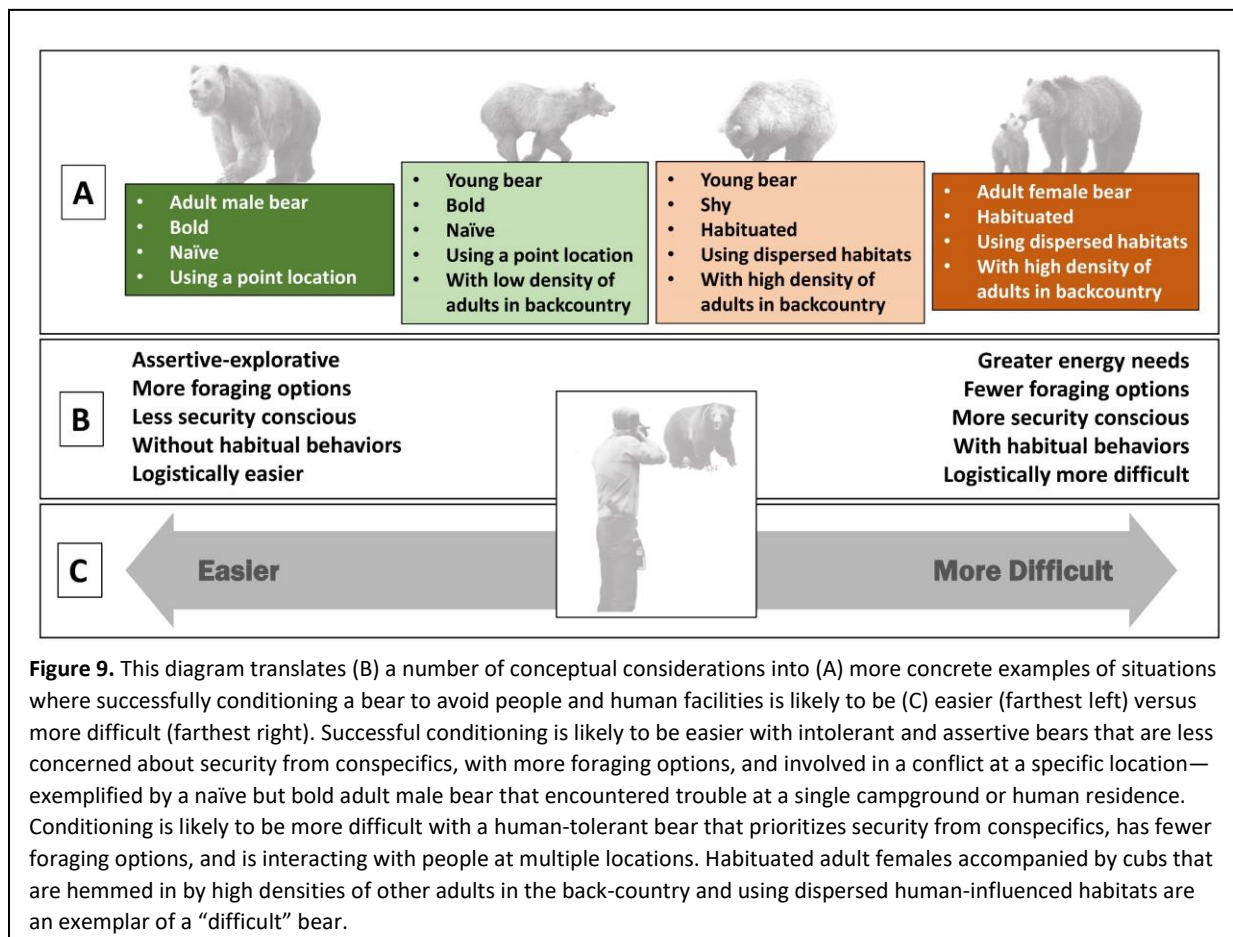 A
• Adult male bear
• Bold
• Naïve
• Using a point location
• Young bear
• Bold
• Naïve
• Using a point location
• With low density of
adults in backcountry
• Young bear
• Shy
• Habituated
• Using dispersed habitats
• With high density of
adults in backcountry
• Adult female bear
• Habituated
• Using dispersed habitats
• With high density of
adults in backcountry
B
Assertive-explorative
More foraging options
Less security conscious
Without habitual behaviors
Logistically easier
Greater energy needs
Fewer foraging options
More security conscious
With habitual behaviors
Logistically more difficult
C
Easier
More Difficult
Figure 9. This diagram translates (B) a number of conceptual considerations into (A) more concrete examples of situations
where successfully conditioning a bear to avoid people and human facilities is likely to be (C) easier (farthest left) versus
more difficult (farthest right). Successful conditioning is likely to be easier with intolerant and assertive bears that are less
concerned about security from conspecifics, with more foraging options, and involved in a conflict at a specific location—
exemplified by a naïve but bold adult male bear that encountered trouble at a single campground or human residence.
Conditioning is likely to be more difficult with a human-tolerant bear that prioritizes security from conspecifics, has fewer
foraging options, and is interacting with people at multiple locations. Habituated adult females accompanied by cubs that
are hemmed in by high densities of other adults in the back-country and using dispersed human-influenced habitats are
an exemplar of a “difficult” bear.